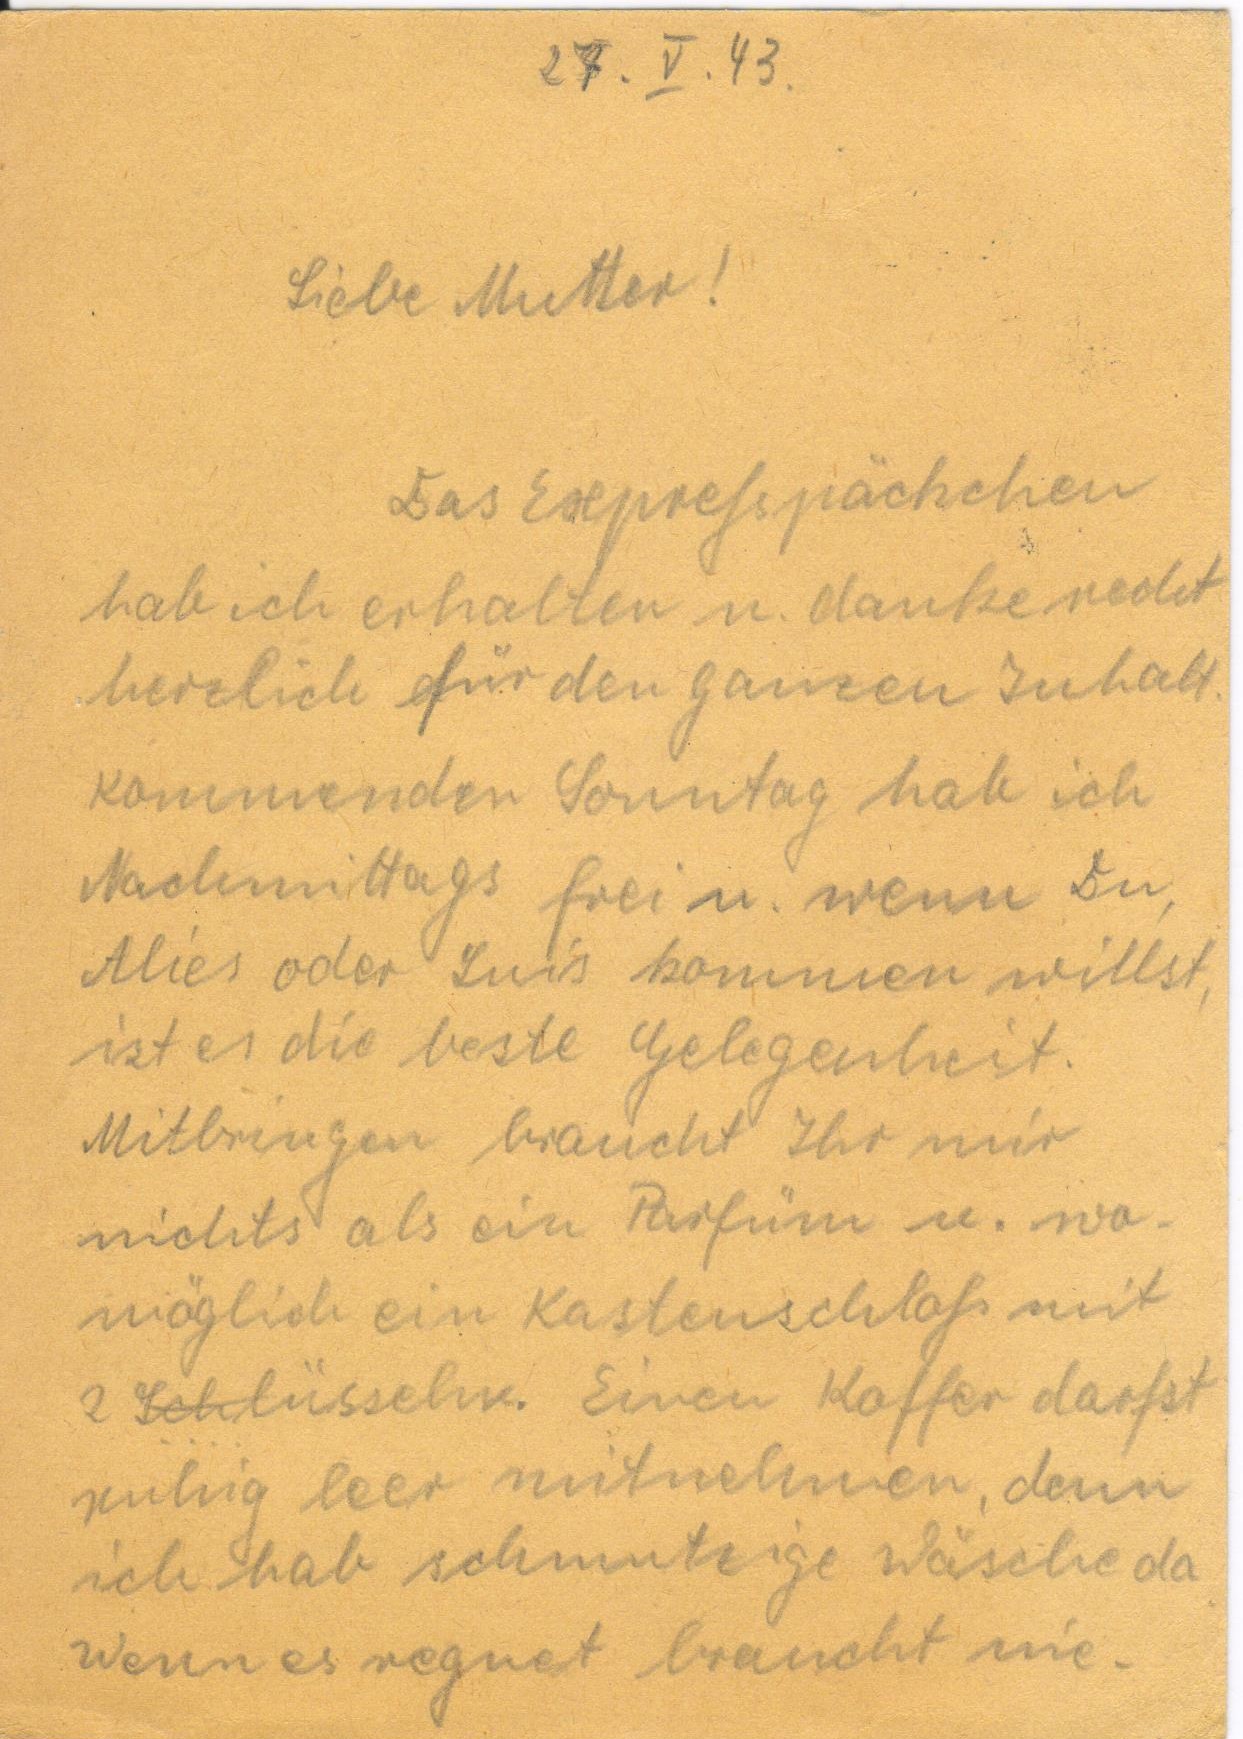 27. V. 43.
Liebe Mutter!
Das Expresspächchen
hab ich erhalten u. danke recht
herzlich für den ganzen Inhalt.
Kommenden Sonntag hab ich
Nachmittags frei u. wenn Du,
Alies oder Luis kommen willst,
ist es die beste Gelegenheit.
Mitbringen braucht Ihr mir
nichts als ein Parfüm u. wo-
möglich ein Kastenschloß mit
2 Schlüsseln. Einen Koffer darfst
ruhig leer mitnehmen, denn
ich hab schmutzige Wäsche da
Wenn es regnet braucht nie-